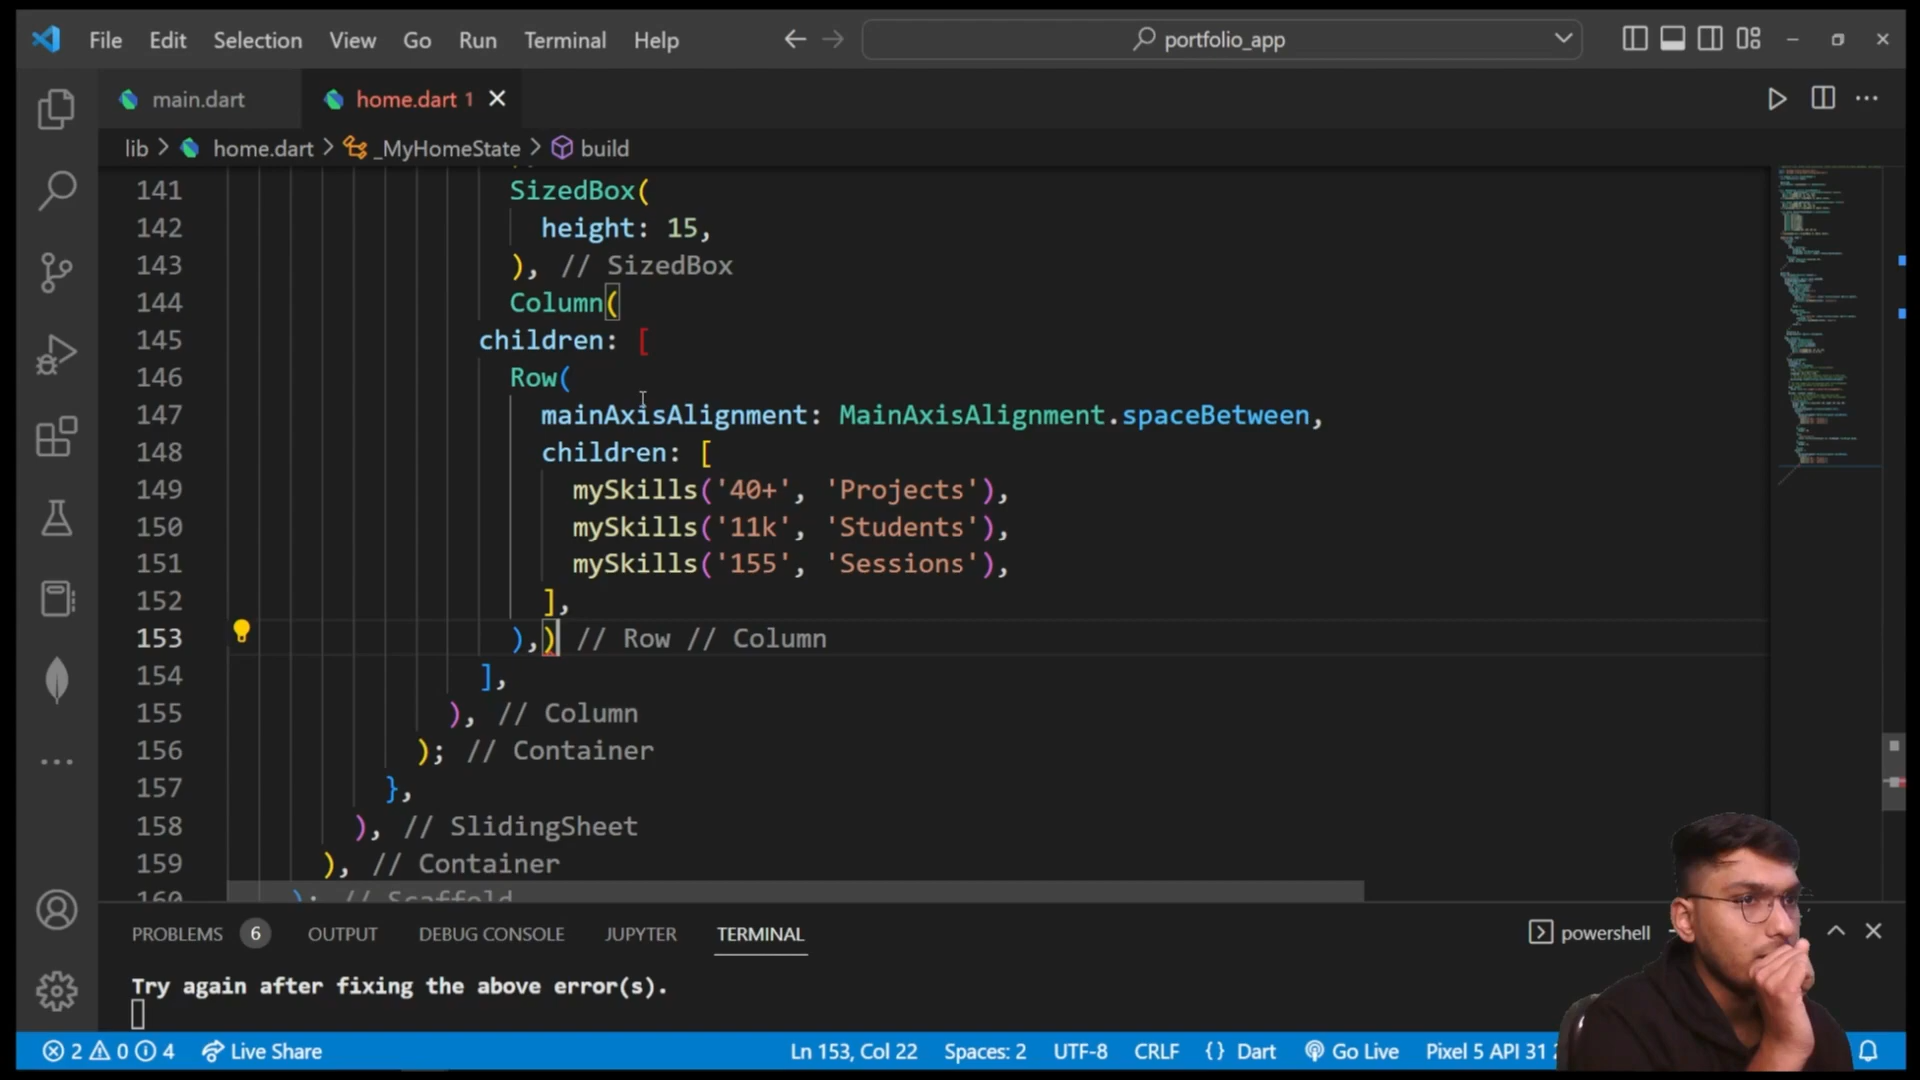 File Edit Selection View Go Run Terminal Help
portfolio_app
main.dart
home.dart 1
lib > home.dart > _MyHomeState > build
141 SizedBox(
142 height: 15,
143 ), // SizedBox
144 Column(
145 children: [
146 Row(
147 mainAxisAlignment: MainAxisAlignment.spaceBetween,
148 children: [
149 mySkills('40+', 'Projects'),
150 mySkills('11k', 'Students'),
151 mySkills('155', 'Sessions'),
152 ],
153 ),) // Row // Column
154 ],
155 ), // Column
156 ); // Container
157 },
158 ), // SlidingSheet
159 ), // Container
160 ); // Scaffold
PROBLEMS 6 OUTPUT DEBUG CONSOLE JUPYTER TERMINAL
powershell
Try again after fixing the above error(s).
2 0 4 Live Share
Ln 153, Col 22 Spaces: 2 UTF-8 CRLF {} Dart Go Live Pixel 5 API 31